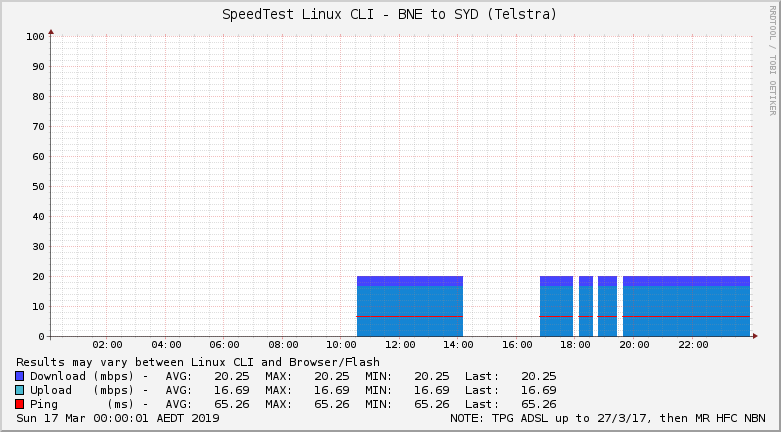 SpeedTest Linux CLI - BNE to SYD (Telstra)
RRDTOOL / TOBI OETIKER
100
90
80
70
60
50
40
30
20
10
0
02:00 04:00 06:00 08:00 10:00 12:00 14:00 16:00 18:00 20:00 22:00
Results may vary between Linux CLI and Browser/Flash
Download (mbps) - AVG: 20.25 MAX: 20.25 MIN: 20.25 Last: 20.25
Upload (mbps) - AVG: 16.69 MAX: 16.69 MIN: 16.69 Last: 16.69
Ping (ms) - AVG: 65.26 MAX: 65.26 MIN: 65.26 Last: 65.26
Sun 17 Mar 00:00:01 AEDT 2019 NOTE: TPG ADSL up to 27/3/17, then MR HFC NBN